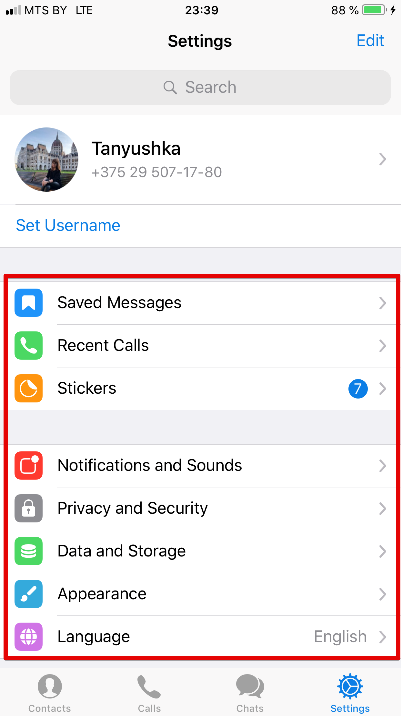 MTS BY LTE 23:39 88 %
Settings Edit
Search
Tanyushka
+375 29 507-17-80
Set Username
Saved Messages
Recent Calls
Stickers 7
Notifications and Sounds
Privacy and Security
Data and Storage
Appearance
Language English
Contacts Calls Chats Settings